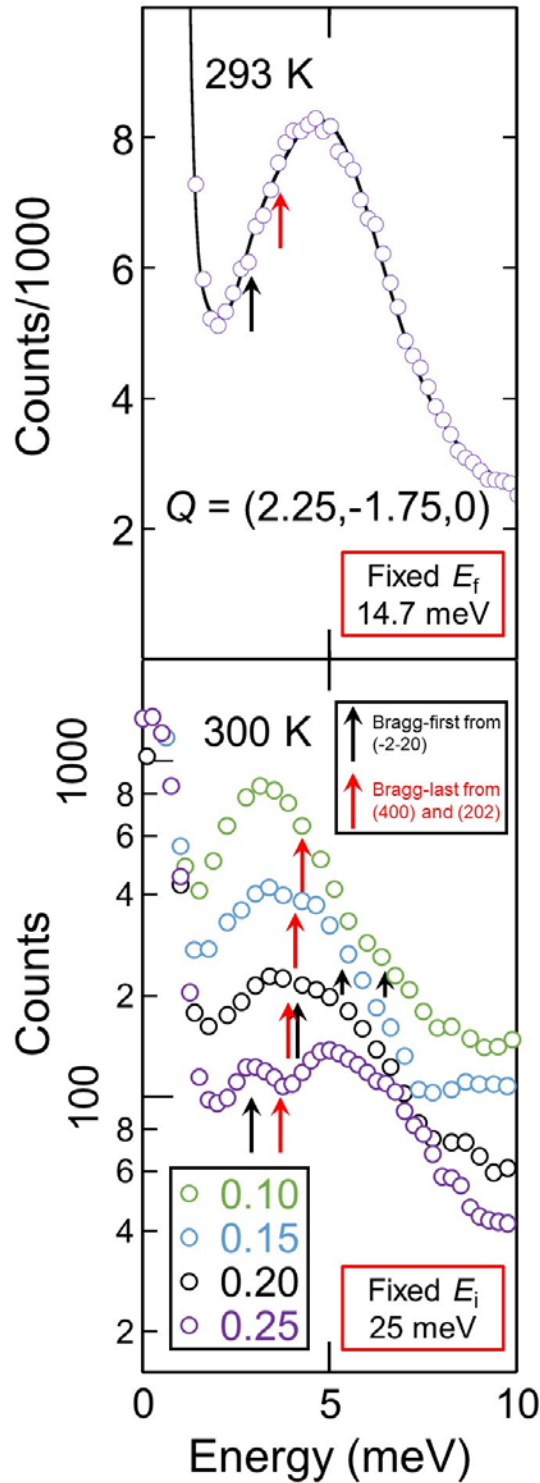 293 K
8
6
4
2
Counts/1000
Q = (2.25,-1.75,0)
Fixed Ef
14.7 meV
300 K
Bragg-first from
(-2-20)
Bragg-last from
(400) and (202)
1000
8
6
4
2
100
8
6
4
2
Counts
0.10
0.15
0.20
0.25
Fixed Ei
25 meV
0
5
10
Energy (meV)